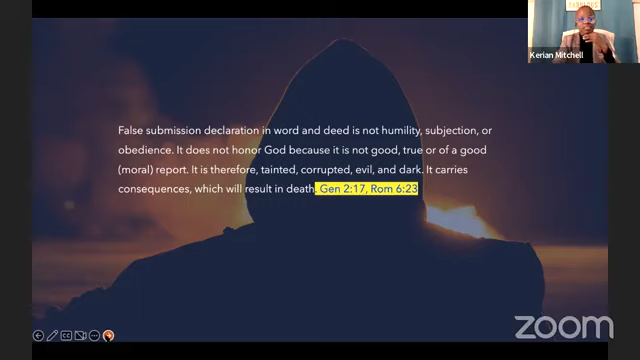 Kerian Mitchell
False submission declaration in word and deed is not humility, subjection, or
obedience. It does not honor God because it is not good, true or of a good
(moral) report. It is therefore, tainted, corrupted, evil, and dark. It carries
consequences, which will result in death. Gen 2:17, Rom 6:23
CC
zoom